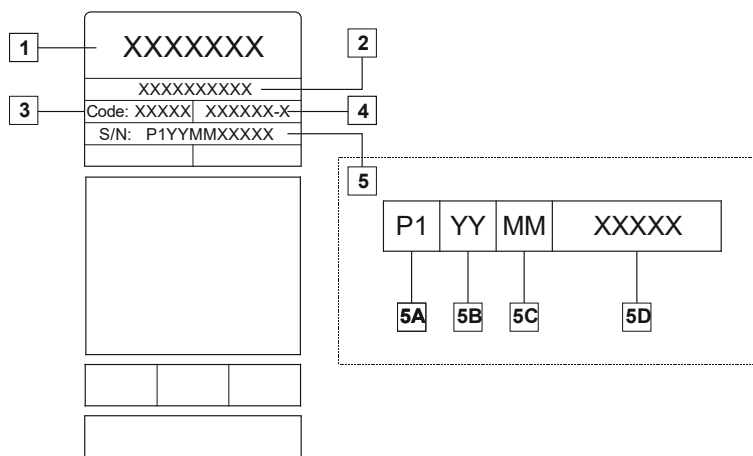 1 XXXXXXX 2
XXXXXXXXXX
3 Code: XXXXX XXXXXX-X 4
S/N: P1YYMMXXXXX
5
P1 YY MM XXXXX
5A 5B 5C 5D